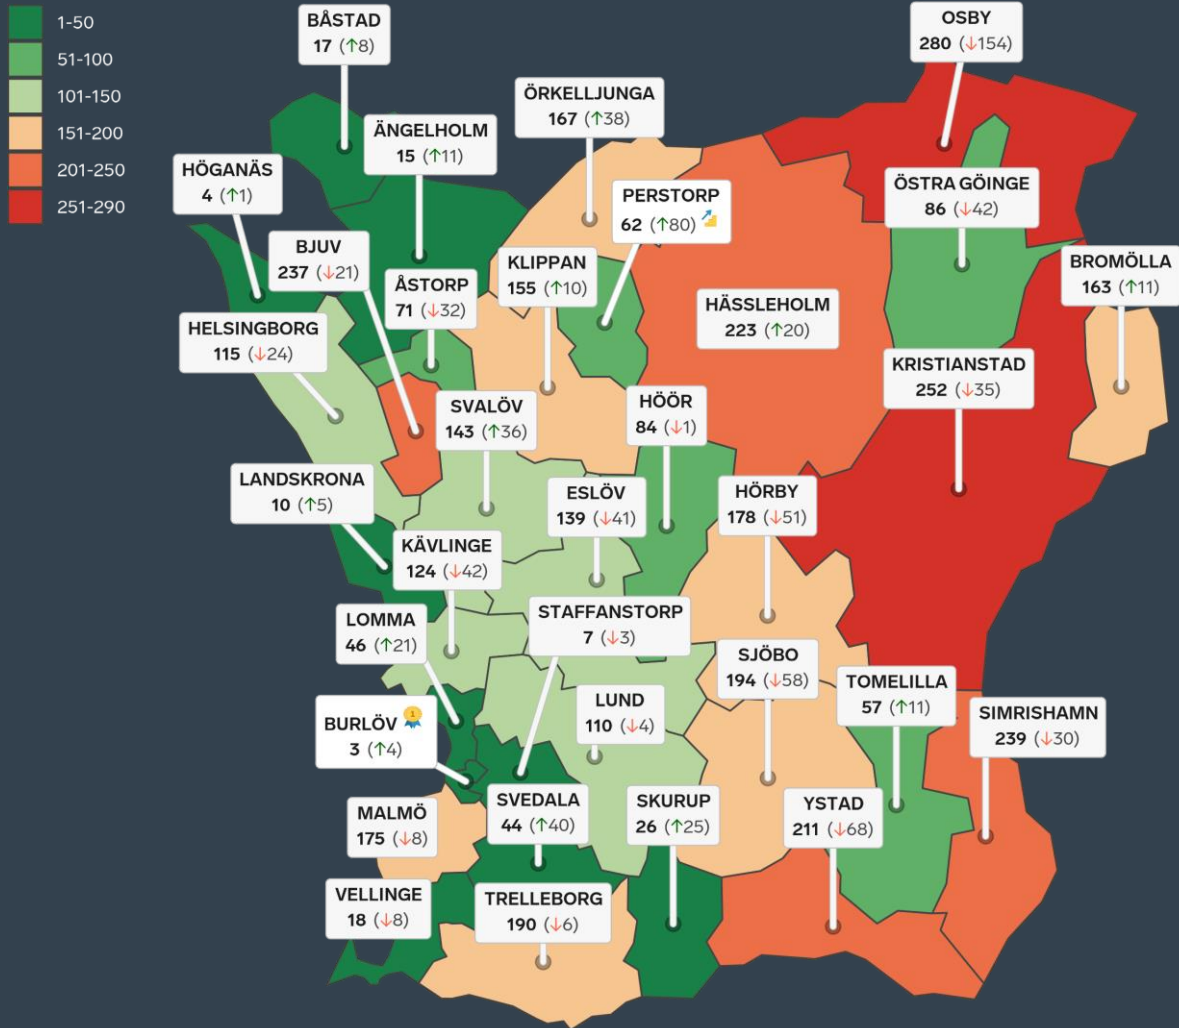 1-50
51-100
101-150
151-200
201-250
251-290
BÅSTAD
17 (↑8)
OSBY
280 (↓154)
ÖRKELLJUNGA
167 (↑38)
ÄNGELHOLM
15 (↑11)
HÖGANÄS
4 (↑1)
PERSTORP
62 (↑80)
ÖSTRA GÖINGE
86 (↓42)
BJUV
237 (↓21)
KLIPPAN
155 (↑10)
BROMÖLLA
163 (↑11)
ÅSTORP
71 (↓32)
HÄSSLEHOLM
223 (↑20)
HELSINGBORG
115 (↓24)
KRISTIANSTAD
252 (↓35)
SVALÖV
143 (↑36)
HÖÖR
84 (↓1)
LANDSKRONA
10 (↑5)
ESLÖV
139 (↓41)
HÖRBY
178 (↓51)
KÄVLINGE
124 (↓42)
STAFFANSTORP
7 (↓3)
LOMMA
46 (↑21)
SJÖBO
194 (↓58)
TOMELILLA
57 (↑11)
LUND
110 (↓4)
SIMRISHAMN
239 (↓30)
BURLÖV 1
3 (↑4)
SVEDALA
44 (↑40)
SKURUP
26 (↑25)
YSTAD
211 (↓68)
MALMÖ
175 (↓8)
VELLINGE
18 (↓8)
TRELLEBORG
190 (↓6)